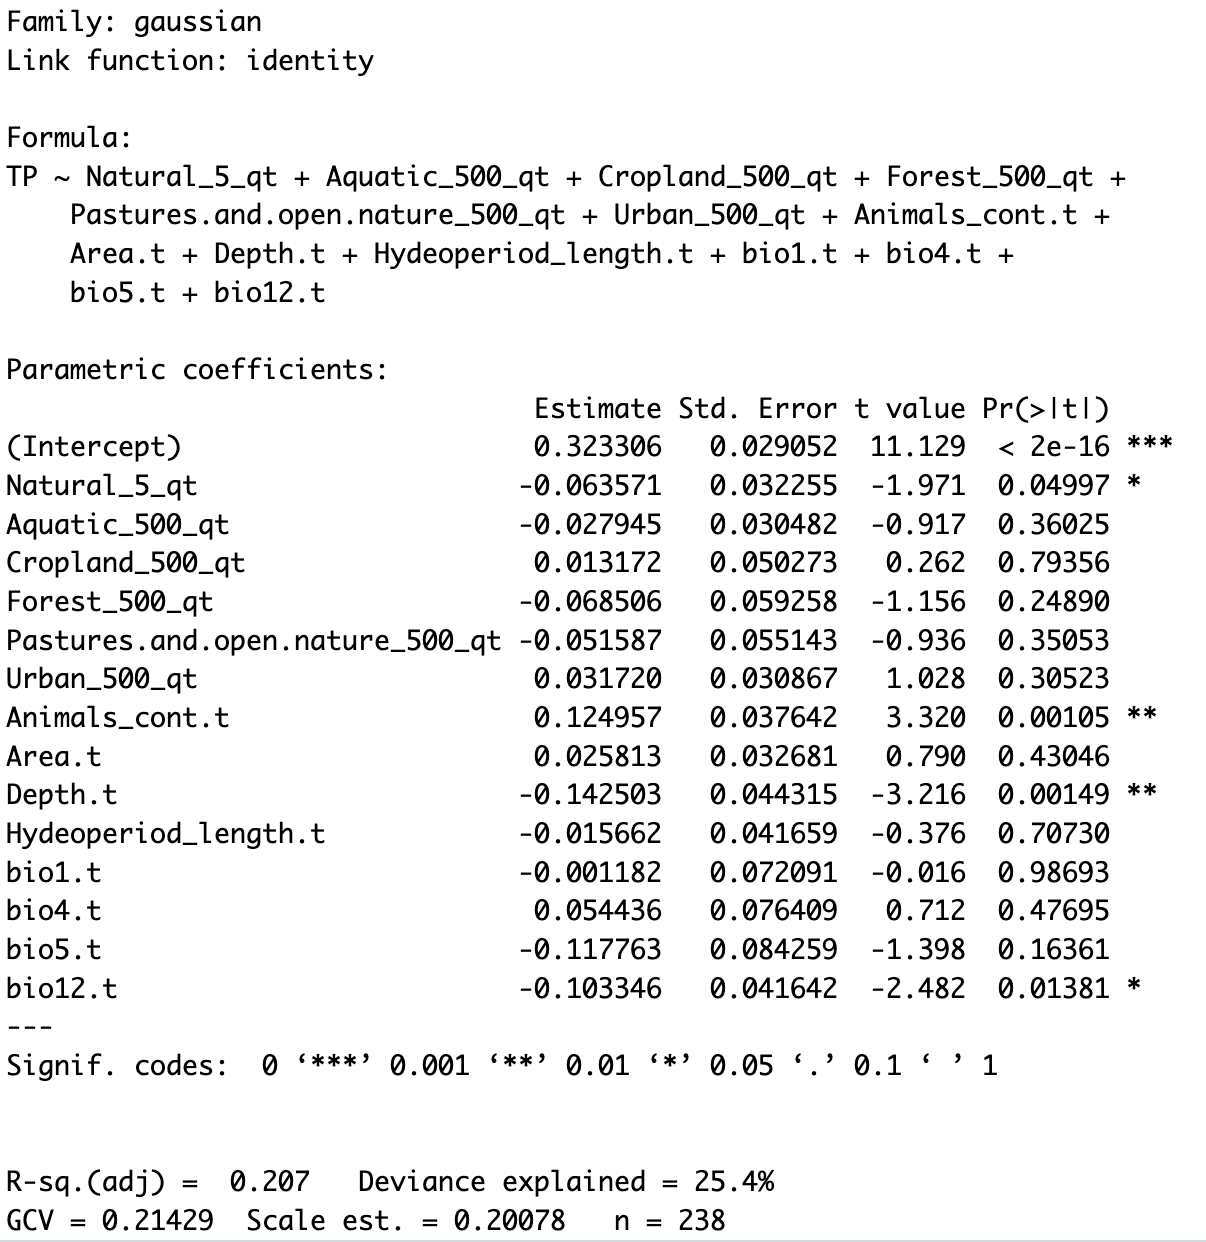 Family: gaussian
Link function: identity
Formula:
TP ~ Natural_5_qt + Aquatic_500_qt + Cropland_500_qt + Forest_500_qt +
Pastures.and.open.nature_500_qt + Urban_500_qt + Animals_cont.t +
Area.t + Depth.t + Hydeoperiod_length.t + bio1.t + bio4.t +
bio5.t + bio12.t
Parametric coefficients:
Estimate Std. Error t value Pr(>|t|)
(Intercept) 0.323306 0.029052 11.129 < 2e-16 ***
Natural_5_qt -0.063571 0.032255 -1.971 0.04997 *
Aquatic_500_qt -0.027945 0.030482 -0.917 0.36025
Cropland_500_qt 0.013172 0.050273 0.262 0.79356
Forest_500_qt -0.068506 0.059258 -1.156 0.24890
Pastures.and.open.nature_500_qt -0.051587 0.055143 -0.936 0.35053
Urban_500_qt 0.031720 0.030867 1.028 0.30523
Animals_cont.t 0.124957 0.037642 3.320 0.00105 **
Area.t 0.025813 0.032681 0.790 0.43046
Depth.t -0.142503 0.044315 -3.216 0.00149 **
Hydeoperiod_length.t -0.015662 0.041659 -0.376 0.70730
bio1.t -0.001182 0.072091 -0.016 0.98693
bio4.t 0.054436 0.076409 0.712 0.47695
bio5.t -0.117763 0.084259 -1.398 0.16361
bio12.t -0.103346 0.041642 -2.482 0.01381 *
---
Signif. codes: 0 ‘***’ 0.001 ‘**’ 0.01 ‘*’ 0.05 ‘.’ 0.1 ‘ ’ 1
R-sq.(adj) = 0.207 Deviance explained = 25.4%
GCV = 0.21429 Scale est. = 0.20078 n = 238